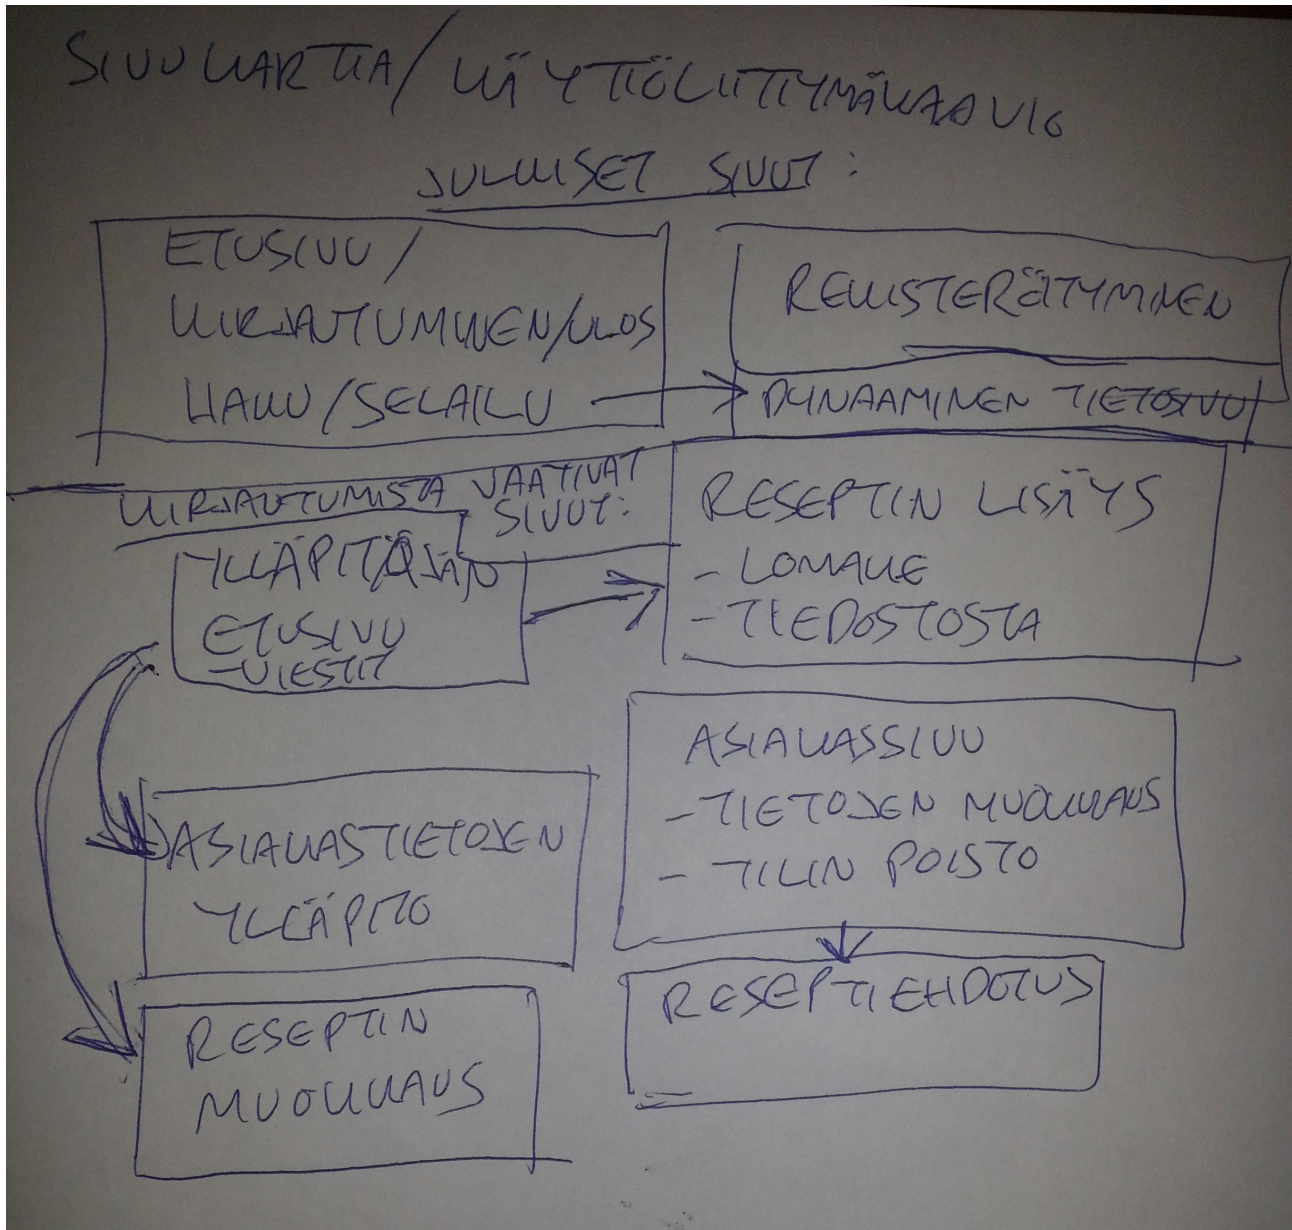 SIVUKARTTA/KÄYTTÖLIITTYMÄKAAVIO
JULKISET SIVUT:
ETUSIVU/
KIRJAUTUMINEN/ULOS
HAKU/SELAILU
REKISTERÖITYMINEN
DYNAAMINEN TIETOSIVU
KIRJAUTUMISTA VAATIVAT
SIVUT:
YLLÄPITÄJÄN
ETUSIVU
-VIESTIT
RESEPTIN LISÄYS
- LOMAKE
- TIEDOSTOSTA
ASIAKASSIVU
- TIETOJEN MUOKKAUS
- TILIN POISTO
ASIAKASTIETOJEN
YLLÄPITO
RESEPTIEHDOTUS
RESEPTIN
MUOKKAUS